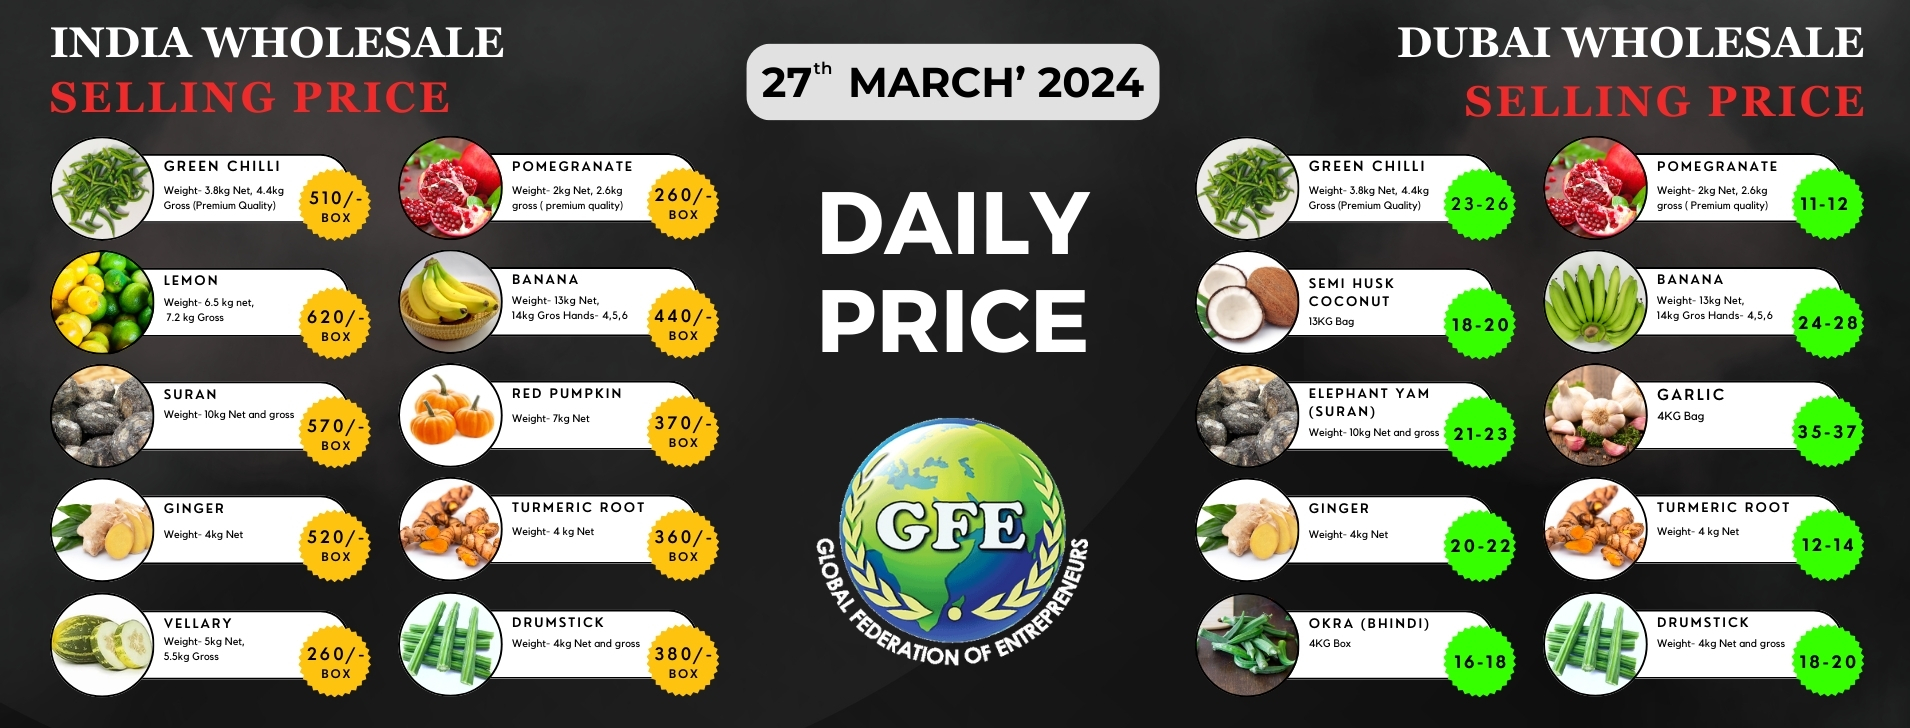 INDIA WHOLESALE
SELLING PRICE
GREEN CHILLI
Weight- 3.8kg Net, 4.4kg
Gross (Premium Quality)
510/-
BOX
POMEGRANATE
Weight- 2kg Net, 2.6kg
gross ( premium quality)
260/-
BOX
LEMON
Weight- 6.5 kg net,
7.2 kg Gross
620/-
BOX
BANANA
Weight- 13kg Net,
14kg Gros Hands- 4,5,6
440/-
BOX
SURAN
Weight- 10kg Net and gross
570/-
BOX
RED PUMPKIN
Weight- 7kg Net
370/-
BOX
GINGER
Weight- 4kg Net
520/-
BOX
TURMERIC ROOT
Weight- 4 kg Net
360/-
BOX
VELLARY
Weight- 5kg Net,
5.5kg Gross
260/-
BOX
DRUMSTICK
Weight- 4kg Net and gross
380/-
BOX
27th MARCH’ 2024
DAILY
PRICE
GFE
GLOBAL FEDERATION OF ENTREPRENEURS
DUBAI WHOLESALE
SELLING PRICE
GREEN CHILLI
Weight- 3.8kg Net, 4.4kg
Gross (Premium Quality)
23-26
POMEGRANATE
Weight- 2kg Net, 2.6kg
gross ( Premium quality)
11-12
SEMI HUSK
COCONUT
13KG Bag
18-20
BANANA
Weight- 13kg Net,
14kg Gros Hands- 4,5,6
24-28
ELEPHANT YAM
(SURAN)
Weight- 10kg Net and gross
21-23
GARLIC
4KG Bag
35-37
GINGER
Weight- 4kg Net
20-22
TURMERIC ROOT
Weight- 4 kg Net
12-14
OKRA (BHINDI)
4KG Box
16-18
DRUMSTICK
Weight- 4kg Net and gross
18-20